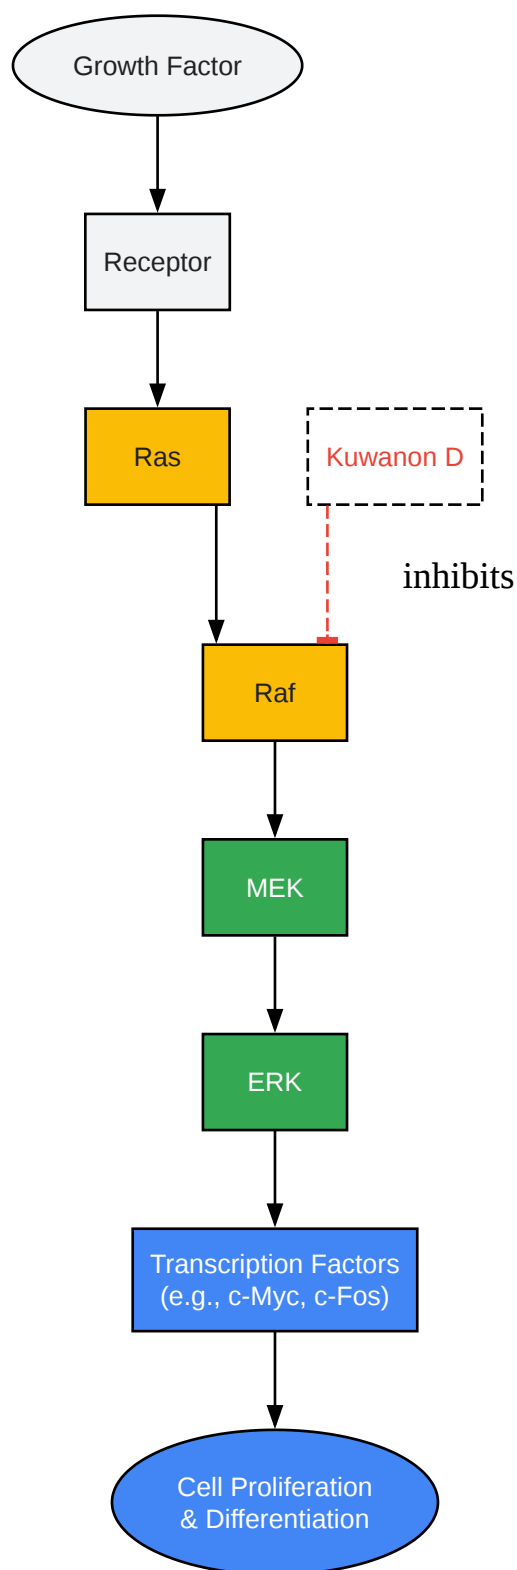 Growth Factor
Receptor
Ras
Kuwanon D
inhibits
Raf
MEK
ERK
Transcription Factors
(e.g., c-Myc, c-Fos)
Cell Proliferation
& Differentiation